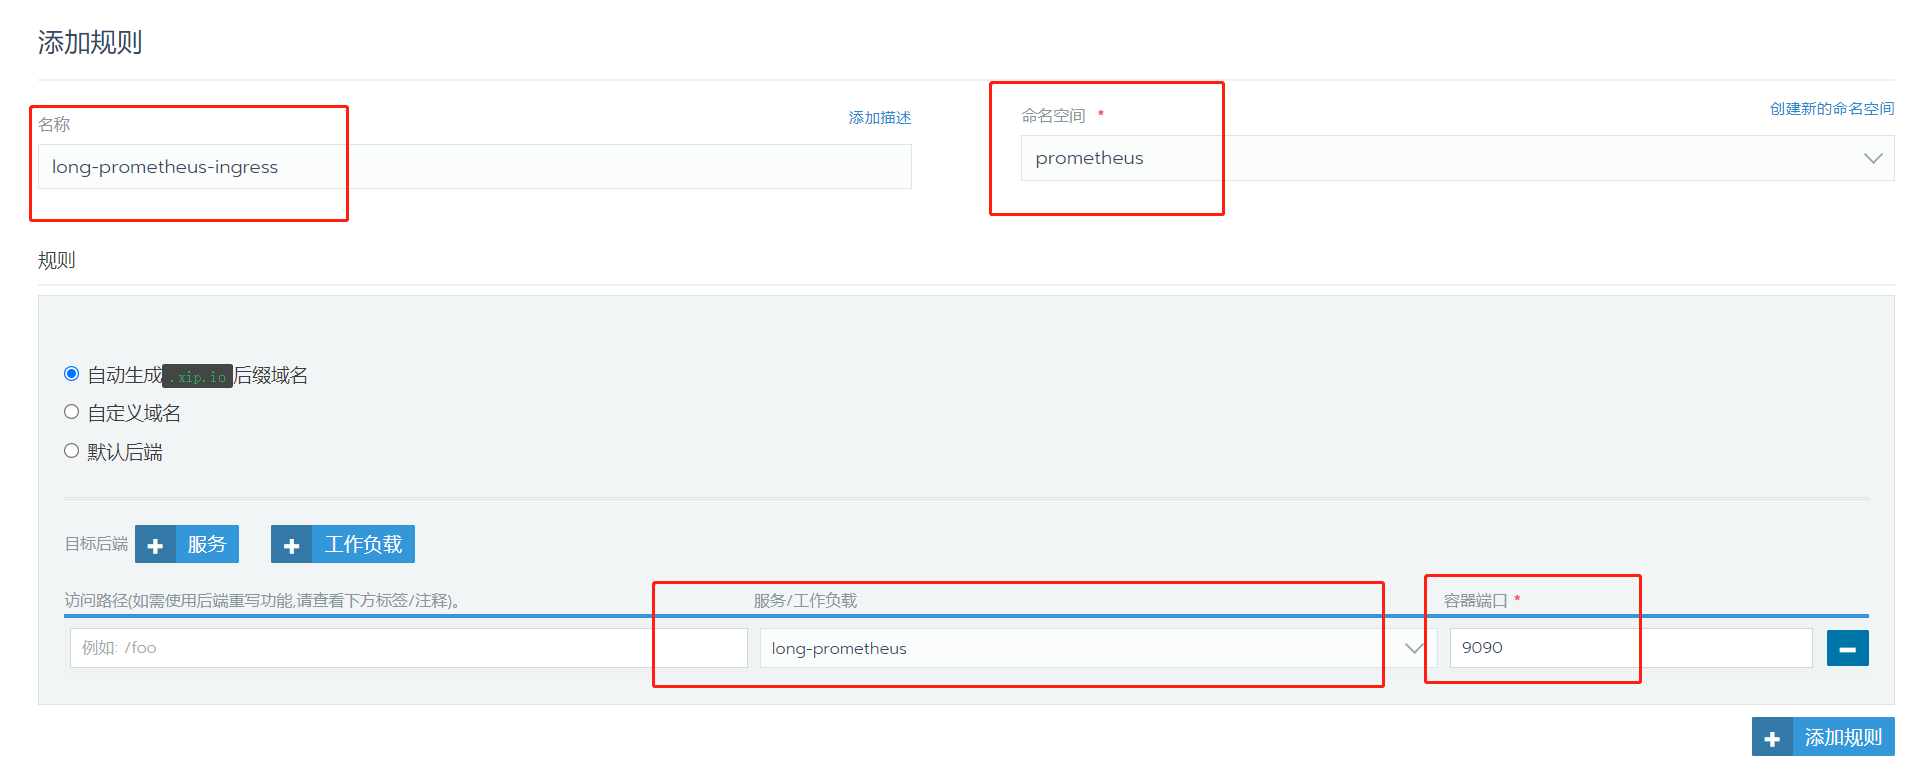 添加规则
名称
添加描述
long-prometheus-ingress
命名空间 *
创建新的命名空间
prometheus
规则
自动生成 .xip.io 后缀域名
自定义域名
默认后端
目标后端 + 服务 + 工作负载
访问路径(如需使用后端重写功能,请查看下方标签/注释)。 服务/工作负载 容器端口 *
例如: /foo long-prometheus 9090
+ 添加规则